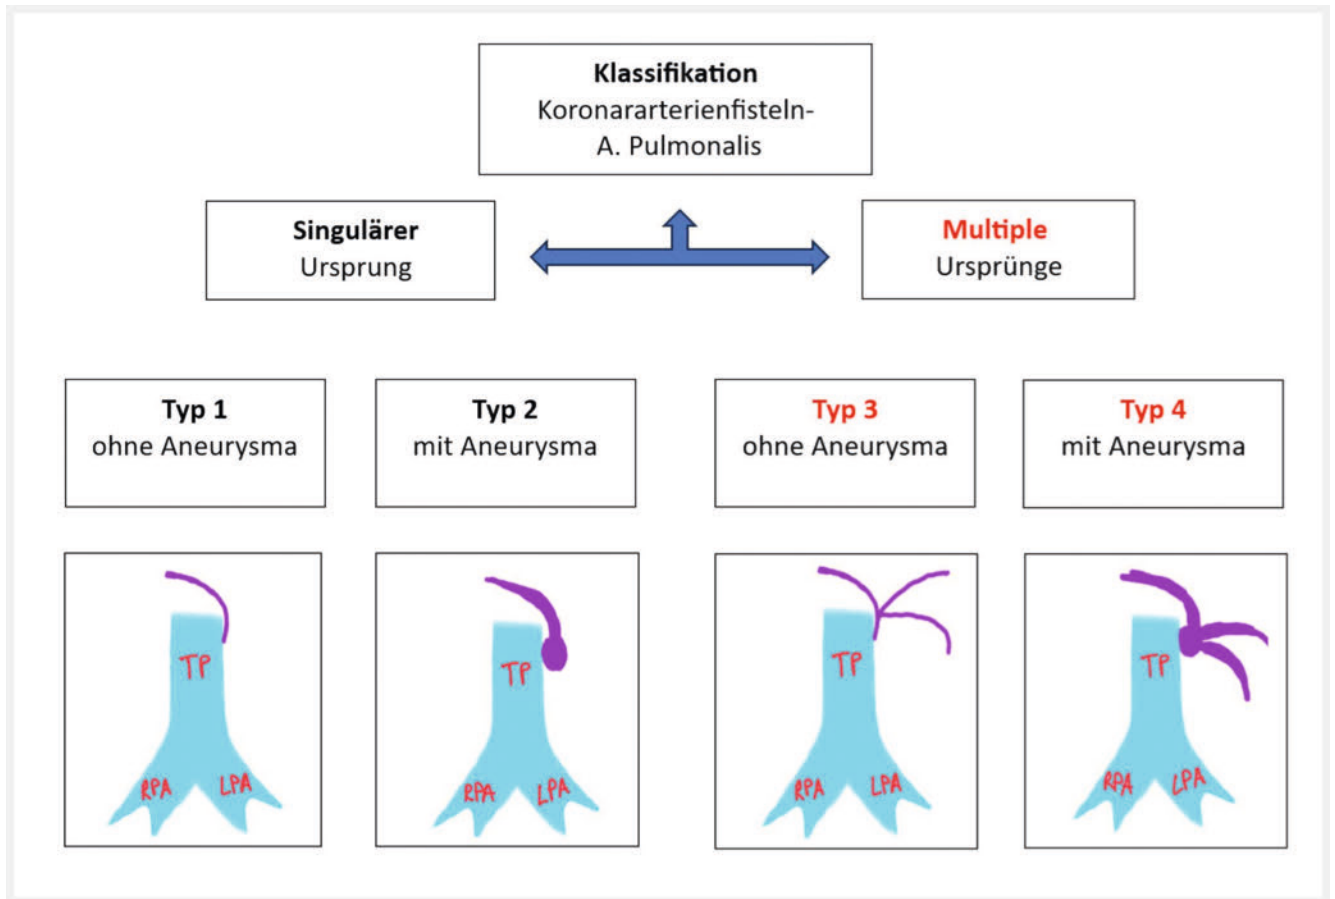 Klassifikation
Koronararterienfisteln-
A. Pulmonalis
Singulärer
Ursprung
Multiple
Ursprünge
Typ 1
ohne Aneurysma
Typ 2
mit Aneurysma
Typ 3
ohne Aneurysma
Typ 4
mit Aneurysma
TP
RPA
LPA
TP
RPA
LPA
TP
RPA
LPA
TP
RPA
LPA